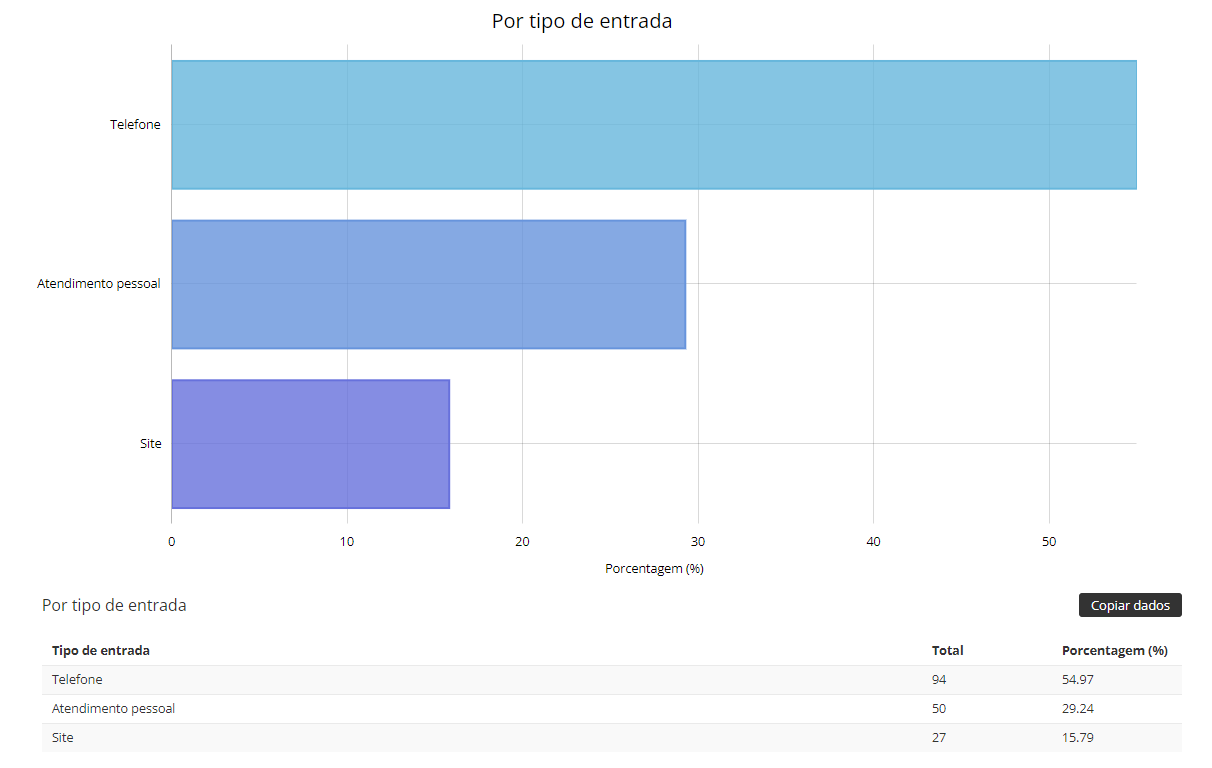 Por tipo de entrada
Telefone
Atendimento pessoal
Site
0 10 20 30 40 50
Porcentagem (%)
Por tipo de entrada Copiar dados
Tipo de entrada Total Porcentagem (%)
Telefone 94 54.97
Atendimento pessoal 50 29.24
Site 27 15.79